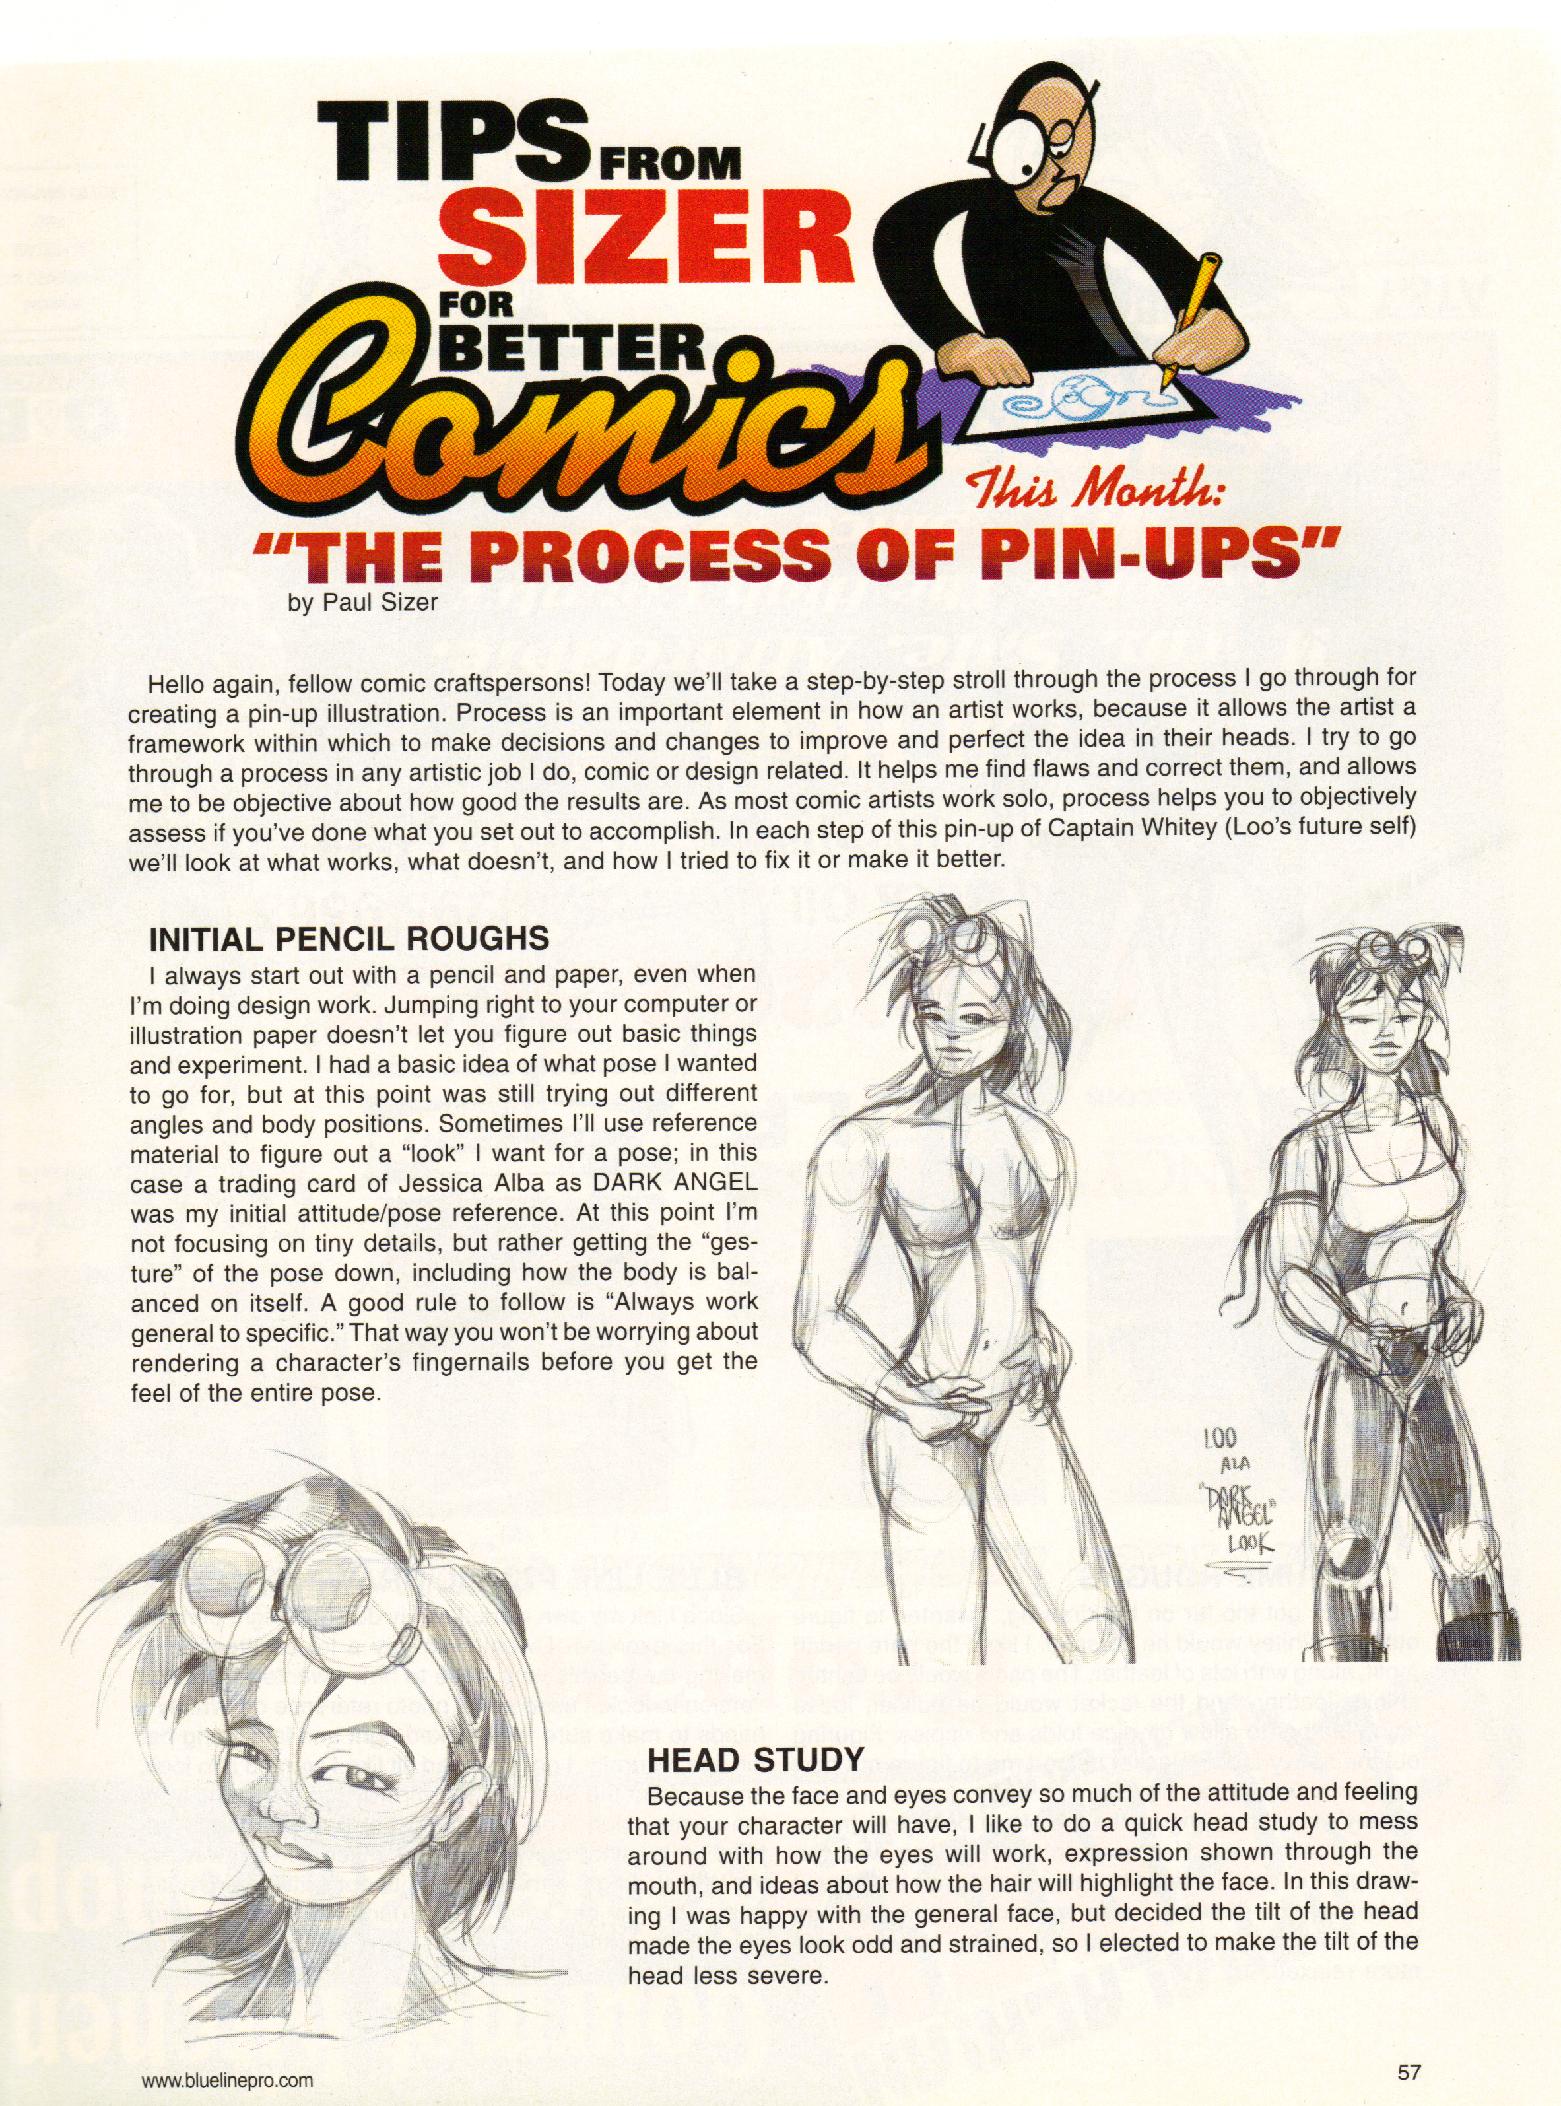 TIPS FROM
SIZER
FOR
BETTER
Comics
This Month:
"THE PROCESS OF PIN-UPS"
by Paul Sizer
Hello again, fellow comic craftspersons! Today we'll take a step-by-step stroll through the process I go through for
creating a pin-up illustration. Process is an important element in how an artist works, because it allows the artist a
framework within which to make decisions and changes to improve and perfect the idea in their heads. I try to go
through a process in any artistic job I do, comic or design related. It helps me find flaws and correct them, and allows
me to be objective about how good the results are. As most comic artists work solo, process helps you to objectively
assess if you've done what you set out to accomplish. In each step of this pin-up of Captain Whitey (Loo's future self)
we'll look at what works, what doesn't, and how I tried to fix it or make it better.
INITIAL PENCIL ROUGHS
I always start out with a pencil and paper, even when
I'm doing design work. Jumping right to your computer or
illustration paper doesn't let you figure out basic things
and experiment. I had a basic idea of what pose I wanted
to go for, but at this point was still trying out different
angles and body positions. Sometimes I'll use reference
material to figure out a "look" I want for a pose; in this
case a trading card of Jessica Alba as DARK ANGEL
was my initial attitude/pose reference. At this point I'm
not focusing on tiny details, but rather getting the "ges-
ture" of the pose down, including how the body is bal-
anced on itself. A good rule to follow is "Always work
general to specific." That way you won't be worrying about
rendering a character's fingernails before you get the
feel of the entire pose.
LOO
ALA
"DARK
ANGEL"
LOOK
HEAD STUDY
Because the face and eyes convey so much of the attitude and feeling
that your character will have, I like to do a quick head study to mess
around with how the eyes will work, expression shown through the
mouth, and ideas about how the hair will highlight the face. In this draw-
ing I was happy with the general face, but decided the tilt of the head
made the eyes look odd and strained, so I elected to make the tilt of the
head less severe.
www.bluelinepro.com
57